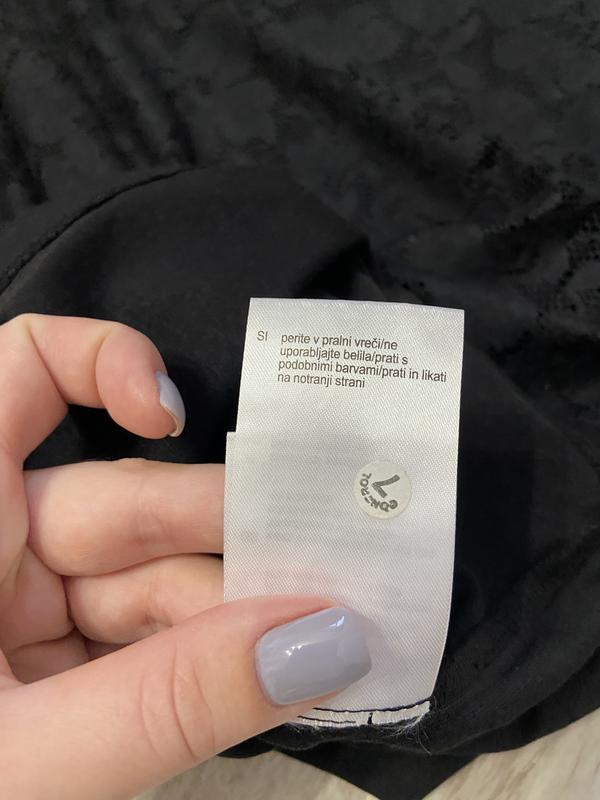 SI perite v pralni vreči/ne
uporabljajte belila/prati s
podobnimi barvami/prati in likati
na notranji strani
7
CONTROL